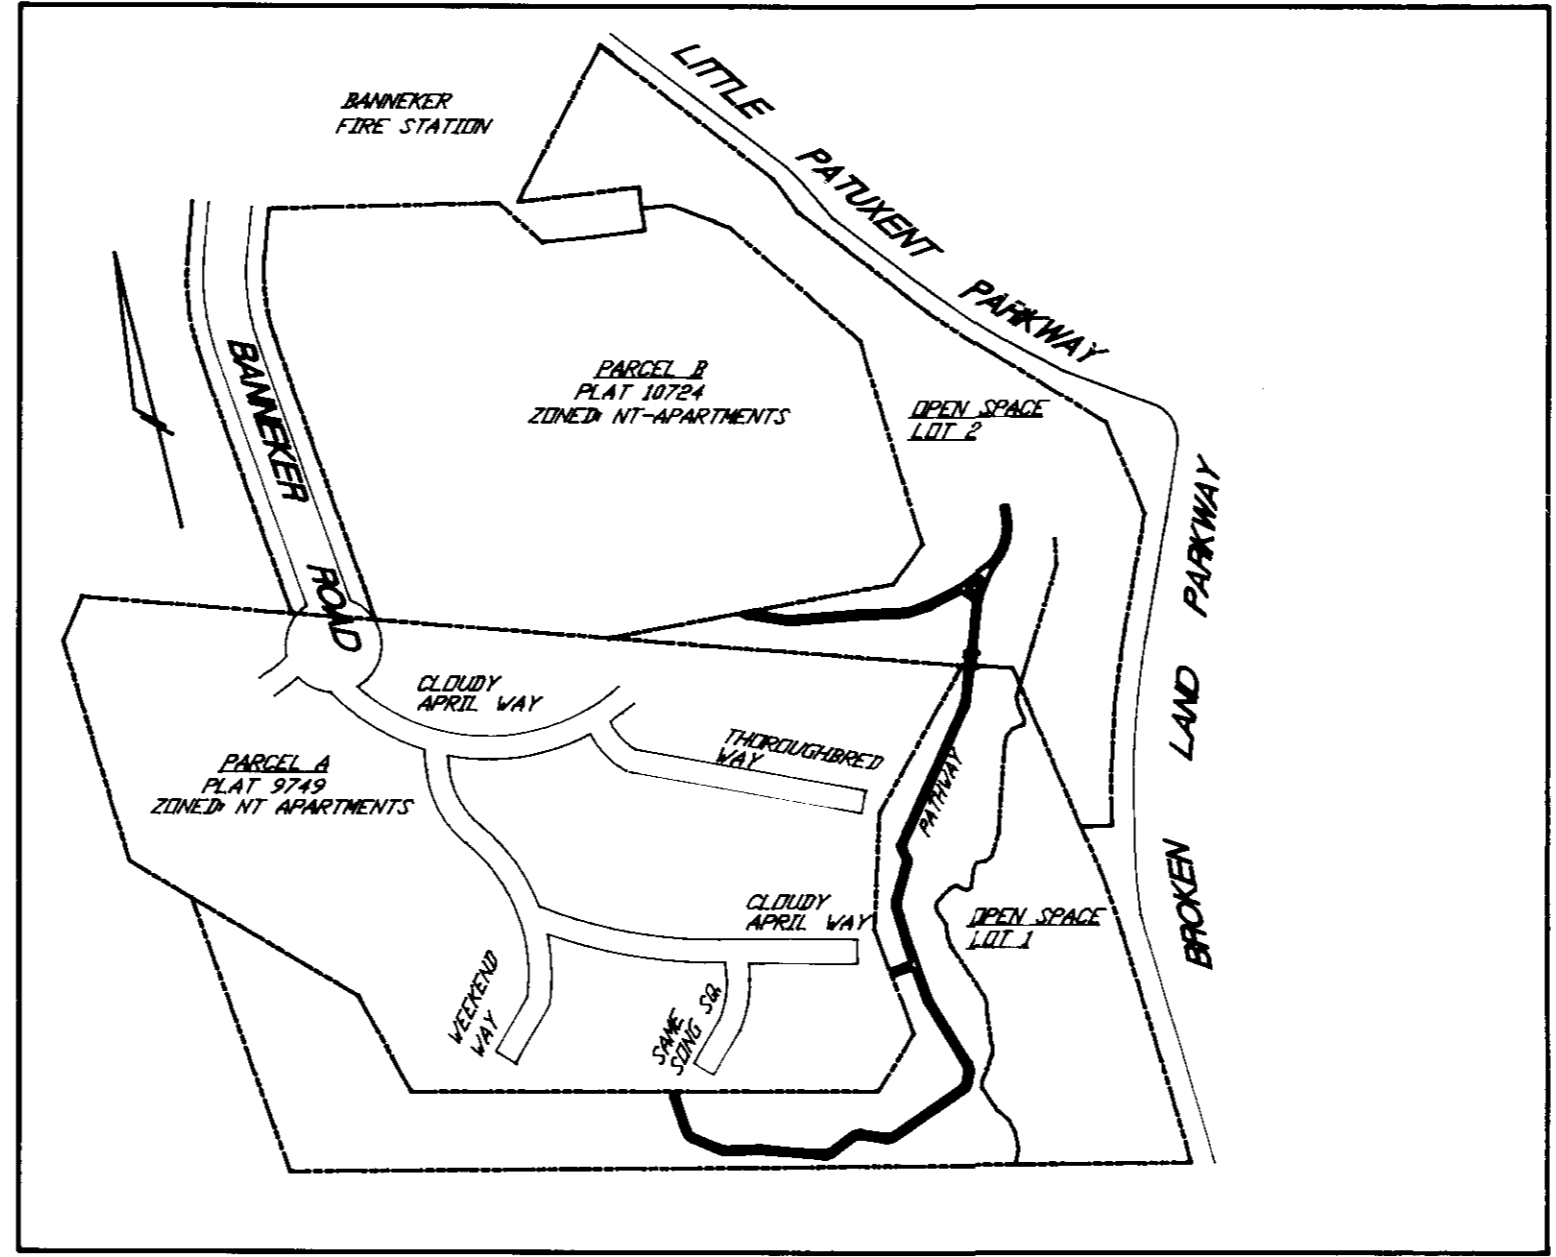 LITTLE PATUXENT PARKWAY
BANNEKER
FIRE STATION
BANNEKER ROAD
PARCEL B
PLAT 10724
ZONED: NT-APARTMENTS
OPEN SPACE
LOT 2
BROKEN LAND PARKWAY
CLOUDY
APRIL WAY
THOROUGHBRED
WAY
PARCEL A
PLAT 9749
ZONED: NT APARTMENTS
PATHWAY
CLOUDY
APRIL WAY
OPEN SPACE
LOT 1
WEEKEND
WAY
SAME
SONG SQ.